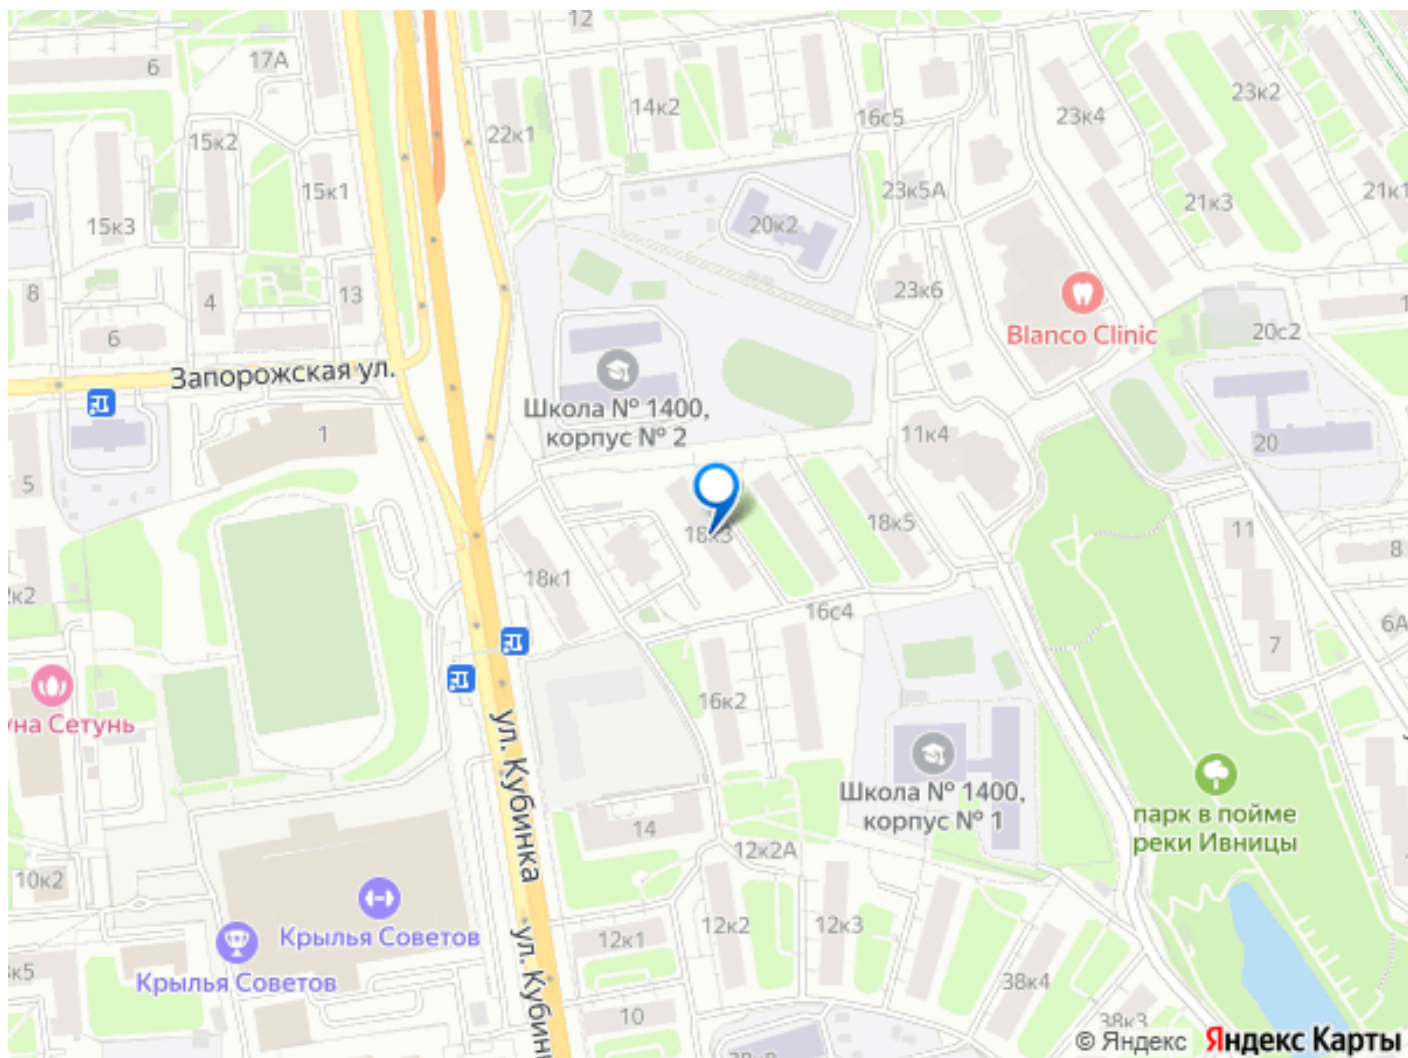 12
17А
6
14к2
23к2
22к1
16с5
23к4
15к2
15к1
23к5А
21к3
21к1
15к3
20к2
8
4
13
23к6
Blanco Clinic
6
20с2
Запорожская ул.
Школа № 1400,
корпус № 2
1
11к4
20
5
18к3
18к5
11
8
18к1
16с4
6А
7
16к2
уна Сетунь
ул. Кубинка
Школа № 1400,
корпус № 1
парк в пойме
реки Ивницы
14
12к2А
10к2
12к2
12к3
Крылья Советов
12к1
ул. Кубин
Крылья Советов
38к4
10
38к3
© Яндекс Яндекс Карты